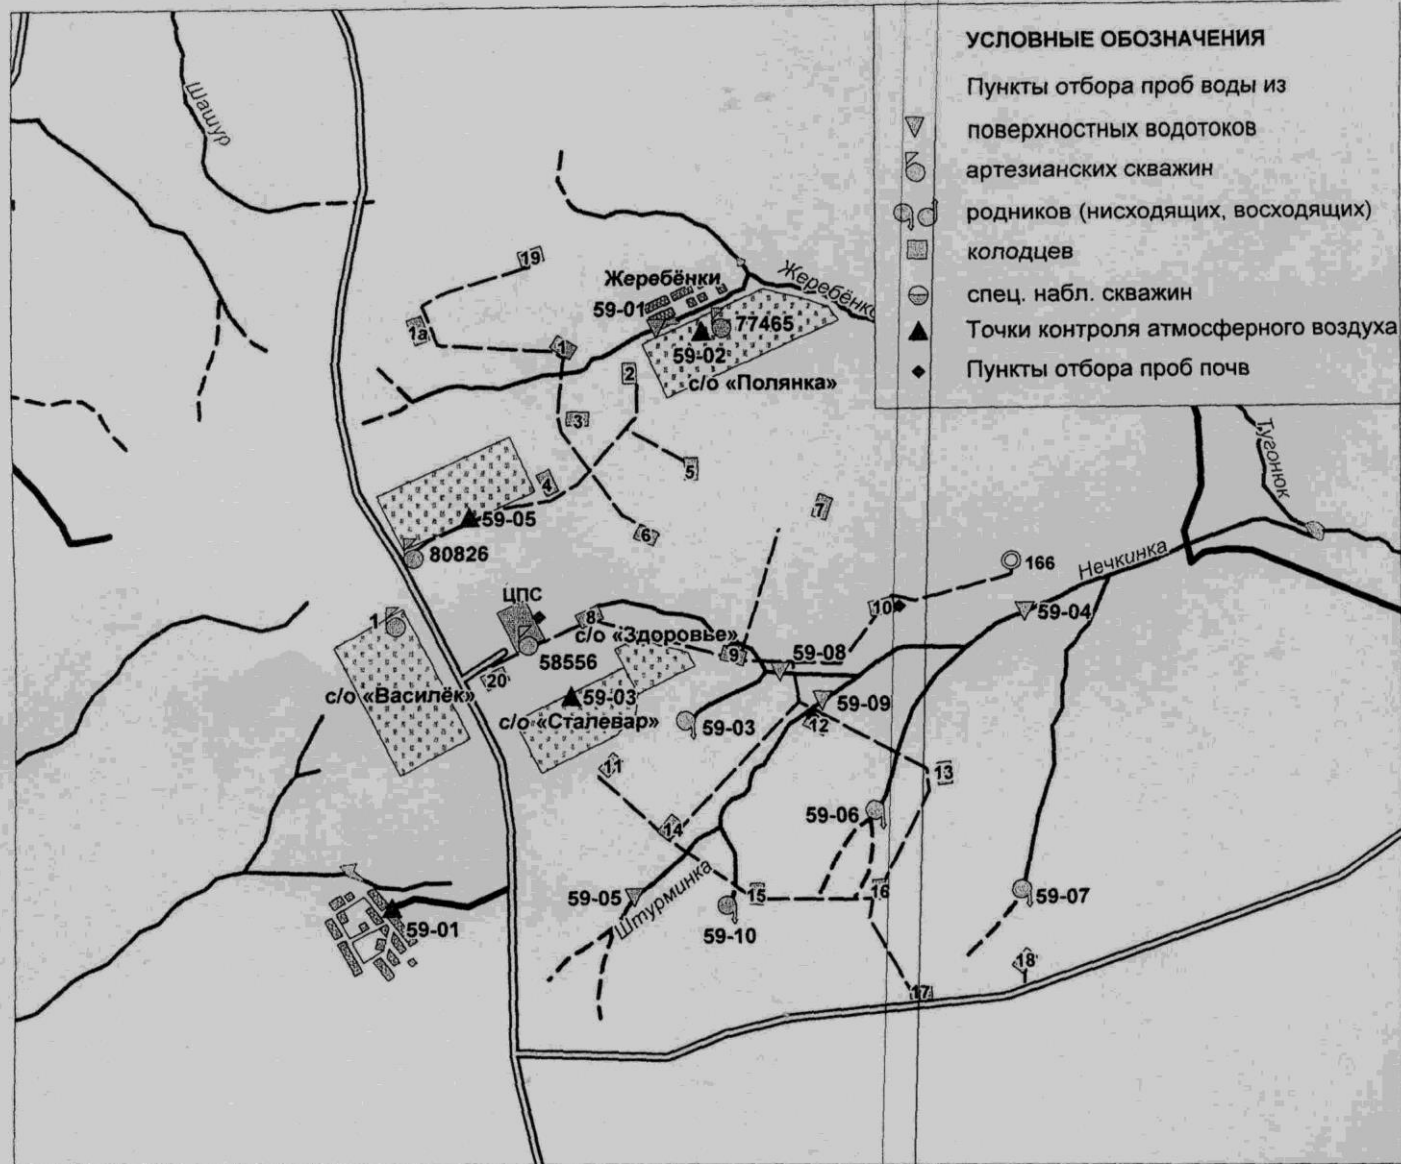 УСЛОВНЫЕ ОБОЗНАЧЕНИЯ
Пункты отбора проб воды из
поверхностных водотоков
артезианских скважин
родников (нисходящих, восходящих)
колодцев
спец. набл. скважин
Точки контроля атмосферного воздуха
Пункты отбора проб почв
Шашур
19
Жеребёнки
Жеребёнка
59-01
77465
1а
1
59-02
2
с/о «Полянка»
3
5
4
Тугонюк
7
59-05
6
80826
166
Нечкинка
ЦПС
10
59-04
1
8
с/о «Здоровье»
9
59-08
58556
20
с/о «Василёк»
59-03
59-09
с/о «Сталевар»
59-03
12
11
13
59-06
14
59-05
Штурминка
15
16
59-07
59-01
59-10
18
17